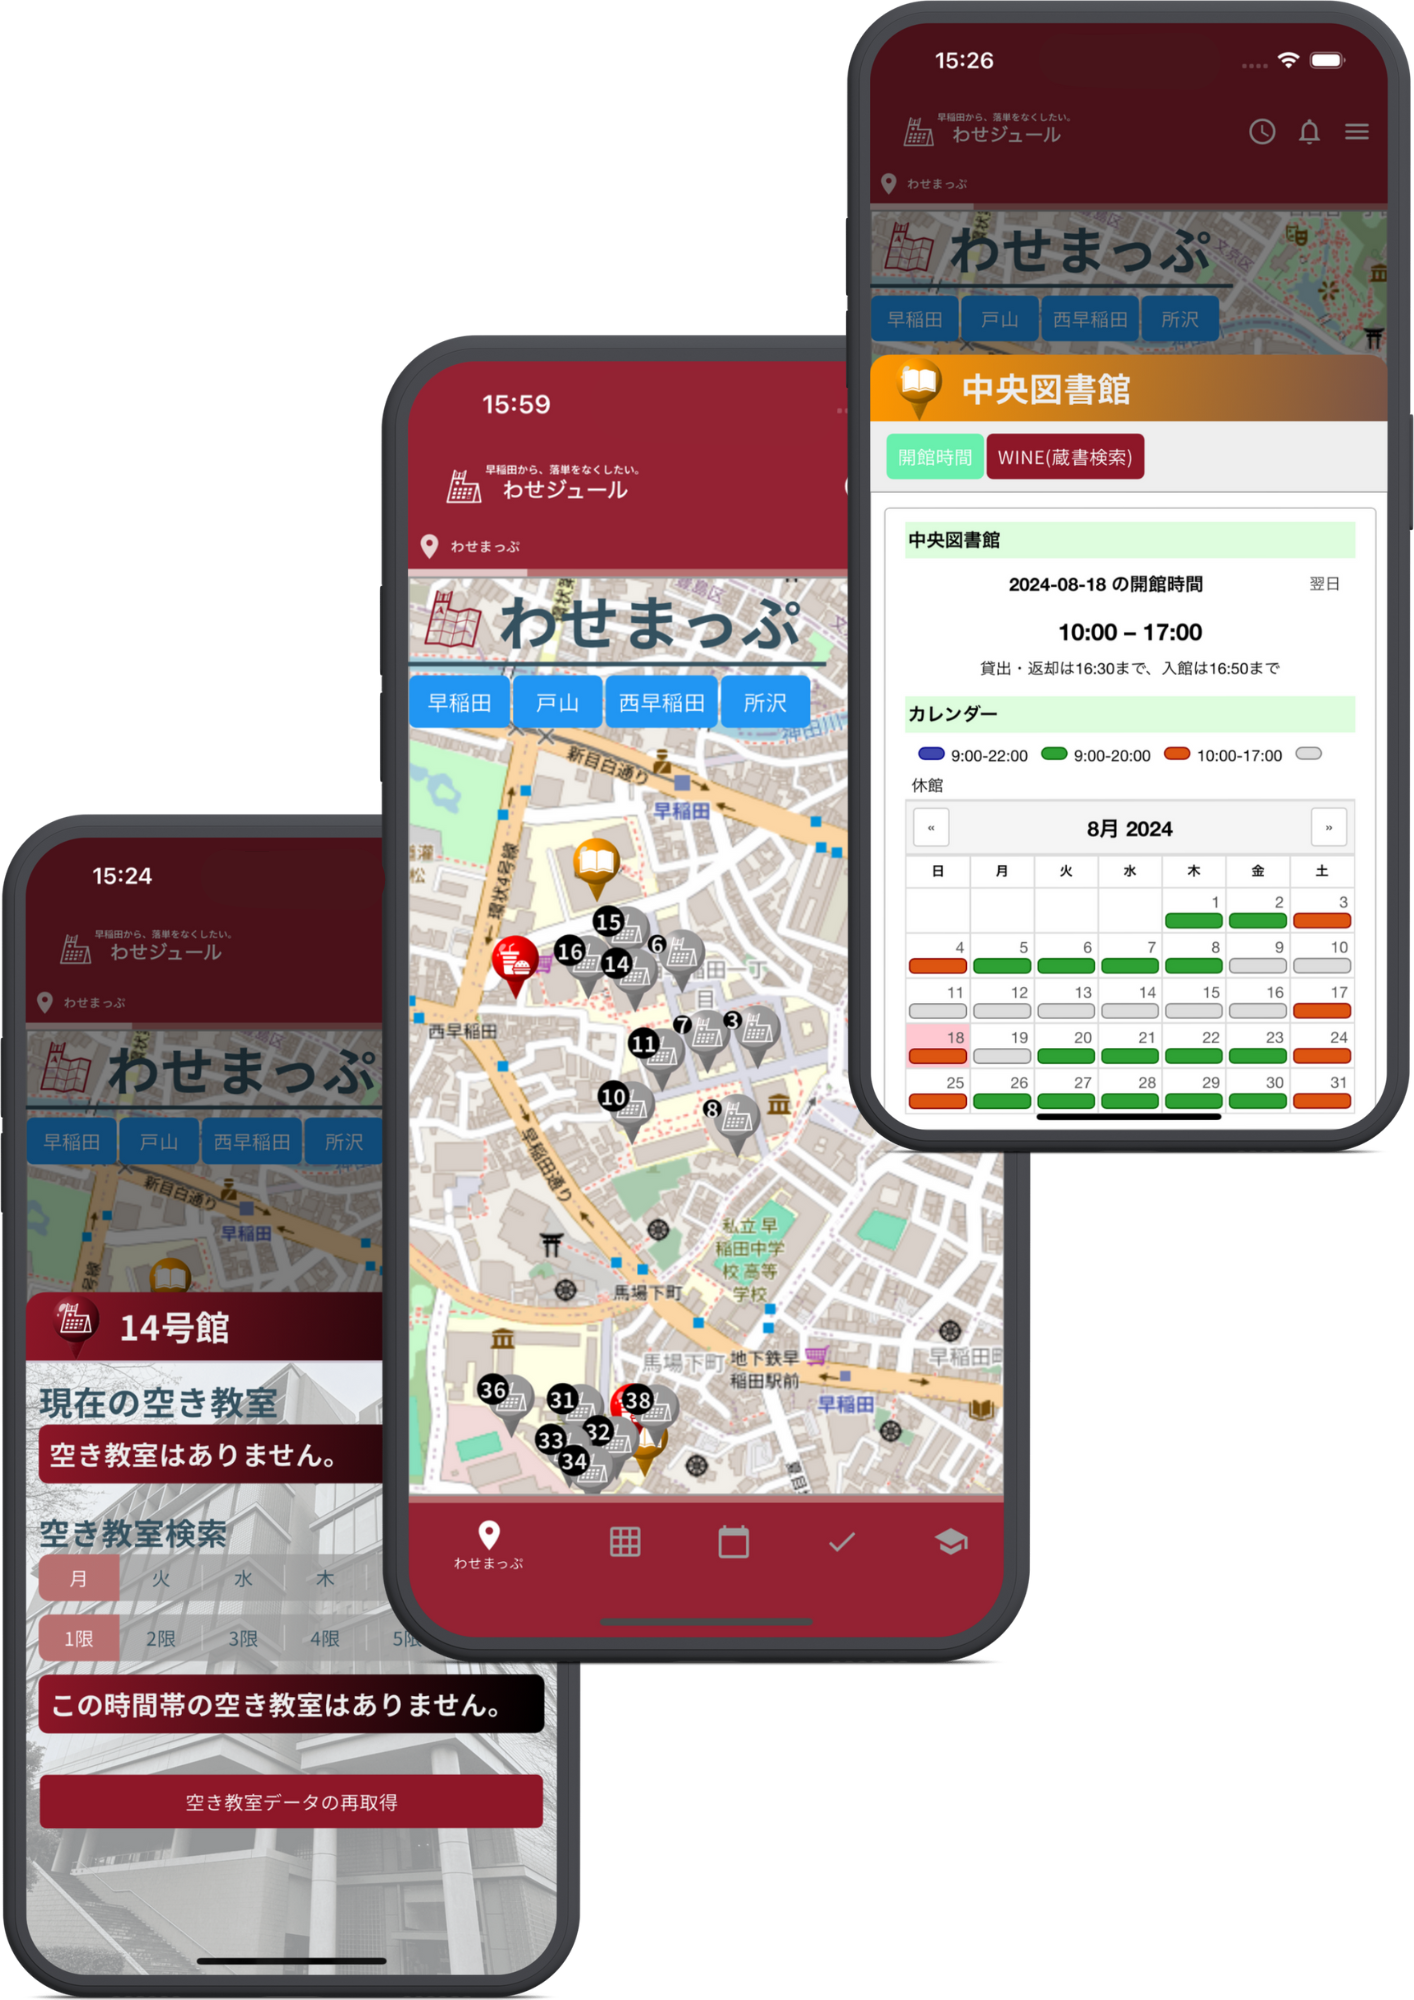 15:26
早稲田から、落単をなくしたい。
わせジュール
わせまっぷ
わせまっぷ
早稲田 戸山 西早稲田 所沢
中央図書館
開館時間 WINE(蔵書検索)
中央図書館
2024-08-18 の開館時間 翌日
10:00 – 17:00
貸出・返却は16:30まで、入館は16:50まで
カレンダー
9:00-22:00 9:00-20:00 10:00-17:00
休館
« 8月 2024 »
日 月 火 水 木 金 土
1 2 3
4 5 6 7 8 9 10
11 12 13 14 15 16 17
18 19 20 21 22 23 24
25 26 27 28 29 30 31
15:59
早稲田から、落単をなくしたい。
わせジュール
わせまっぷ
わせまっぷ
早稲田 戸山 西早稲田 所沢
豊島区
神田川
新目白通り
早稲田
環状4号線
15
16
14
6
西早稲田
目
7
3
11
10
8
早稲田通り
私立早
稲田中学
校高等
学校
馬場下町
馬場下町
地下鉄早
稲田駅前
早稲田
36
31
38
33
32
34
わせまっぷ
15:24
早稲田から、落単をなくしたい。
わせジュール
わせまっぷ
わせまっぷ
早稲田 戸山 西早稲田 所沢
新目白通り
早稲田
号線
14号館
現在の空き教室
空き教室はありません。
空き教室検索
月 火 水 木
1限 2限 3限 4限 5限
この時間帯の空き教室はありません。
空き教室データの再取得